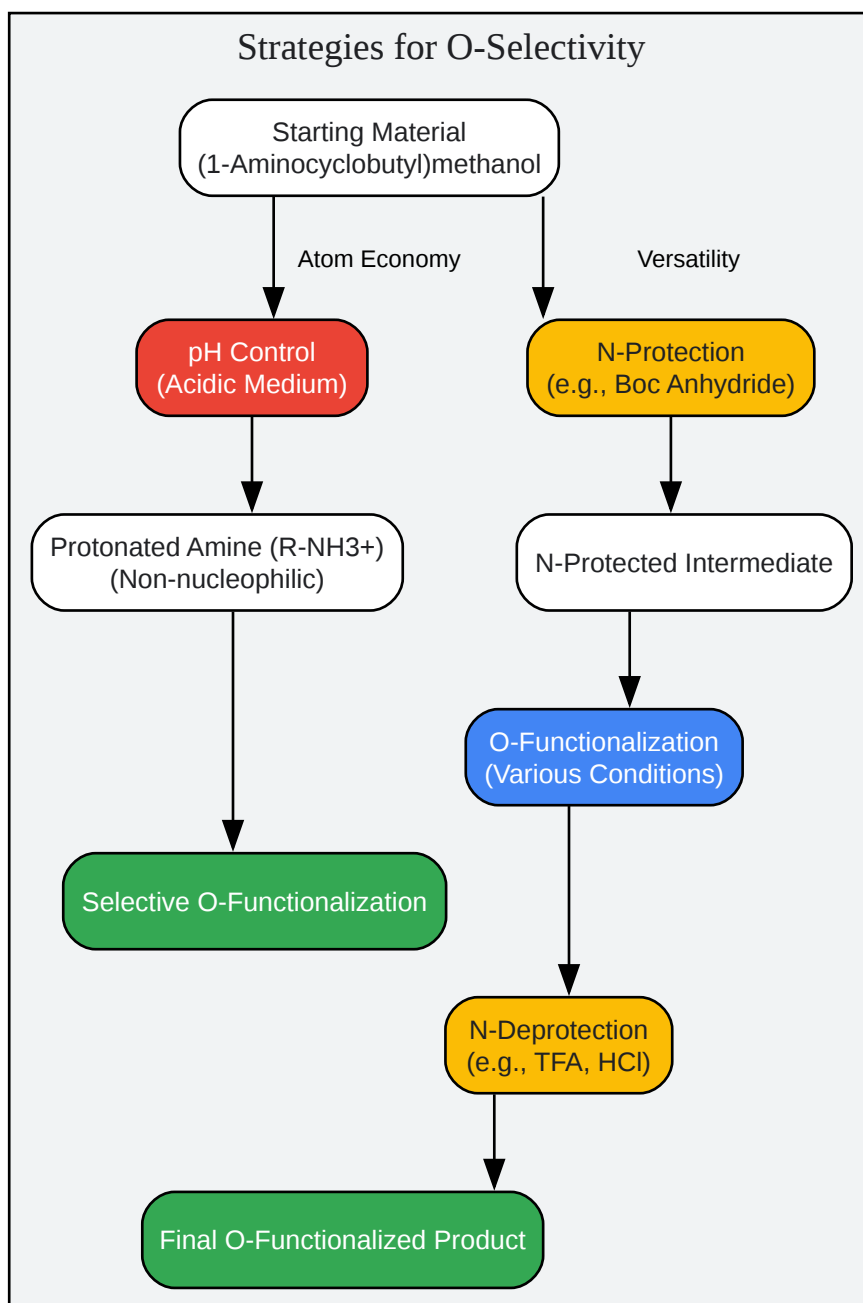 Strategies for O-Selectivity
Starting Material
(1-Aminocyclobutyl)methanol
Atom Economy
Versatility
pH Control
(Acidic Medium)
N-Protection
(e.g., Boc Anhydride)
Protonated Amine (R-NH3+)
(Non-nucleophilic)
N-Protected Intermediate
O-Functionalization
(Various Conditions)
Selective O-Functionalization
N-Deprotection
(e.g., TFA, HCl)
Final O-Functionalized Product